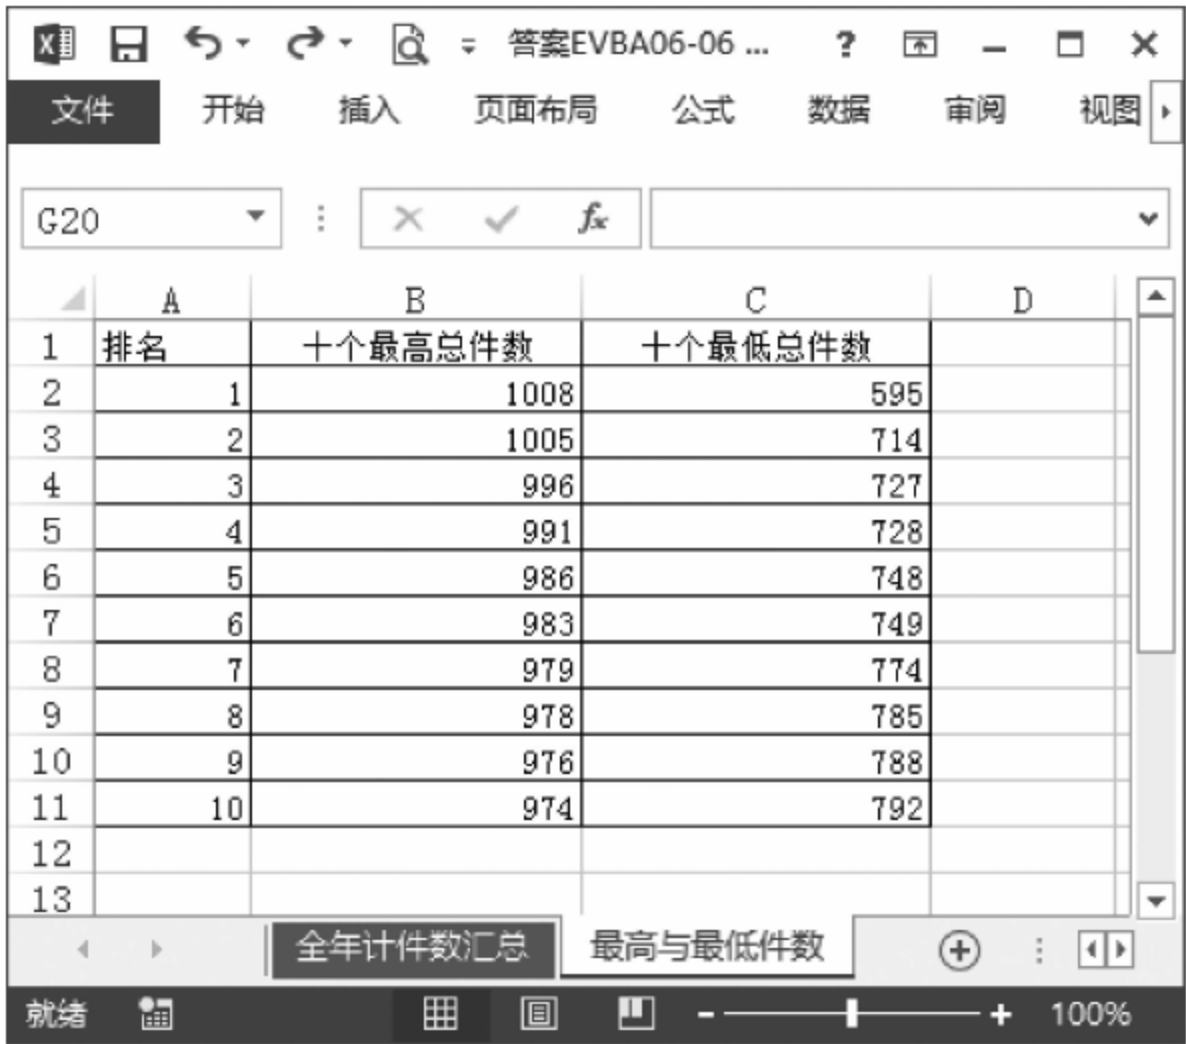 答案EVBA06-06 ... ?
文件 开始 插入 页面布局 公式 数据 审阅 视图
G20 fx
A B C D
1 排名 十个最高总件数 十个最低总件数
2 1 1008 595
3 2 1005 714
4 3 996 727
5 4 991 728
6 5 986 748
7 6 983 749
8 7 979 774
9 8 978 785
10 9 976 788
11 10 974 792
12
13
全年计件数汇总 最高与最低件数
就绪 100%